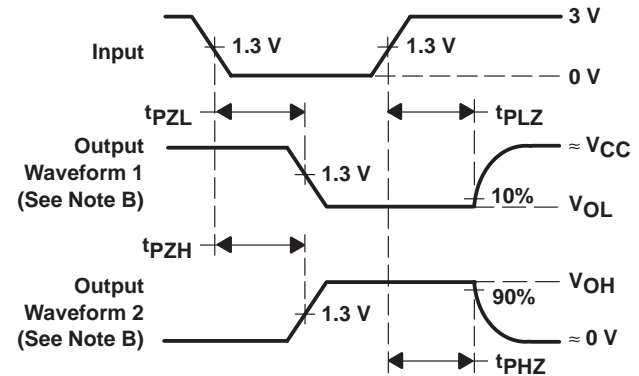 3 V
Input
1.3 V
1.3 V
0 V
tPZL
tPLZ
Output
Waveform 1
(See Note B)
≈ VCC
1.3 V
10%
VOL
tPZH
Output
Waveform 2
(See Note B)
VOH
90%
1.3 V
≈ 0 V
tPHZ